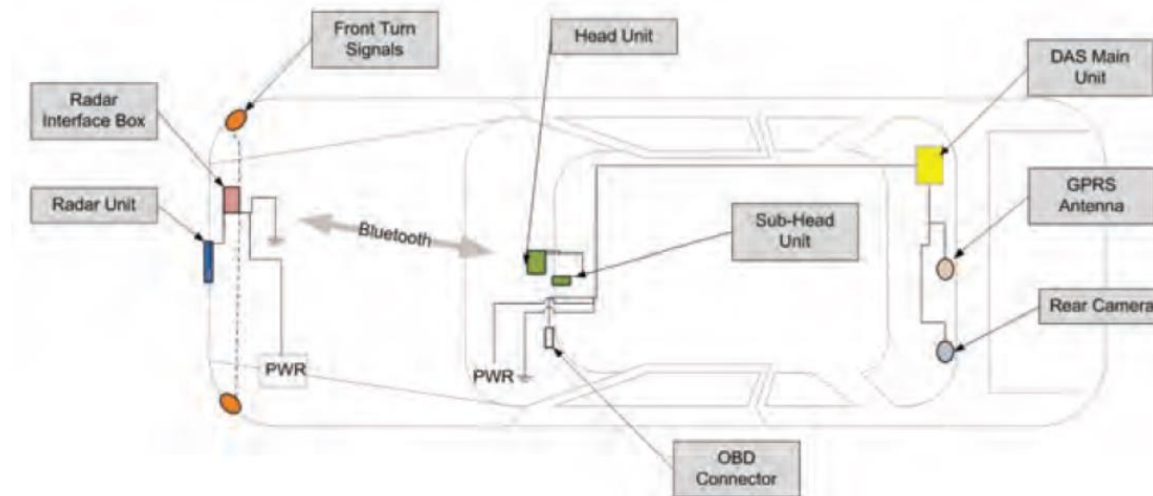 Front Turn
Signals
Head Unit
DAS Main
Unit
Radar
Interface Box
GPRS
Antenna
Radar Unit
Bluetooth
Sub-Head
Unit
Rear Camera
PWR
PWR
OBD
Connector